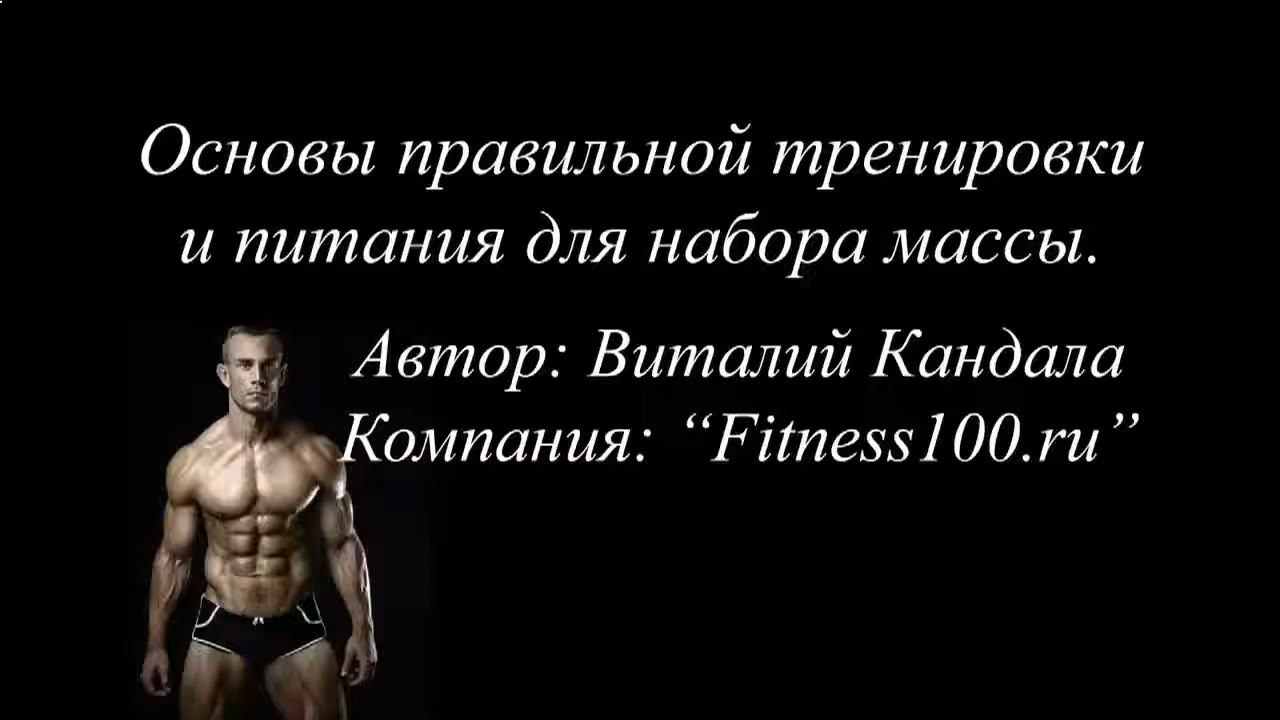 Основы правильной тренировки
и питания для набора массы.
Автор: Виталий Кандала
Компания: “Fitness100.ru”